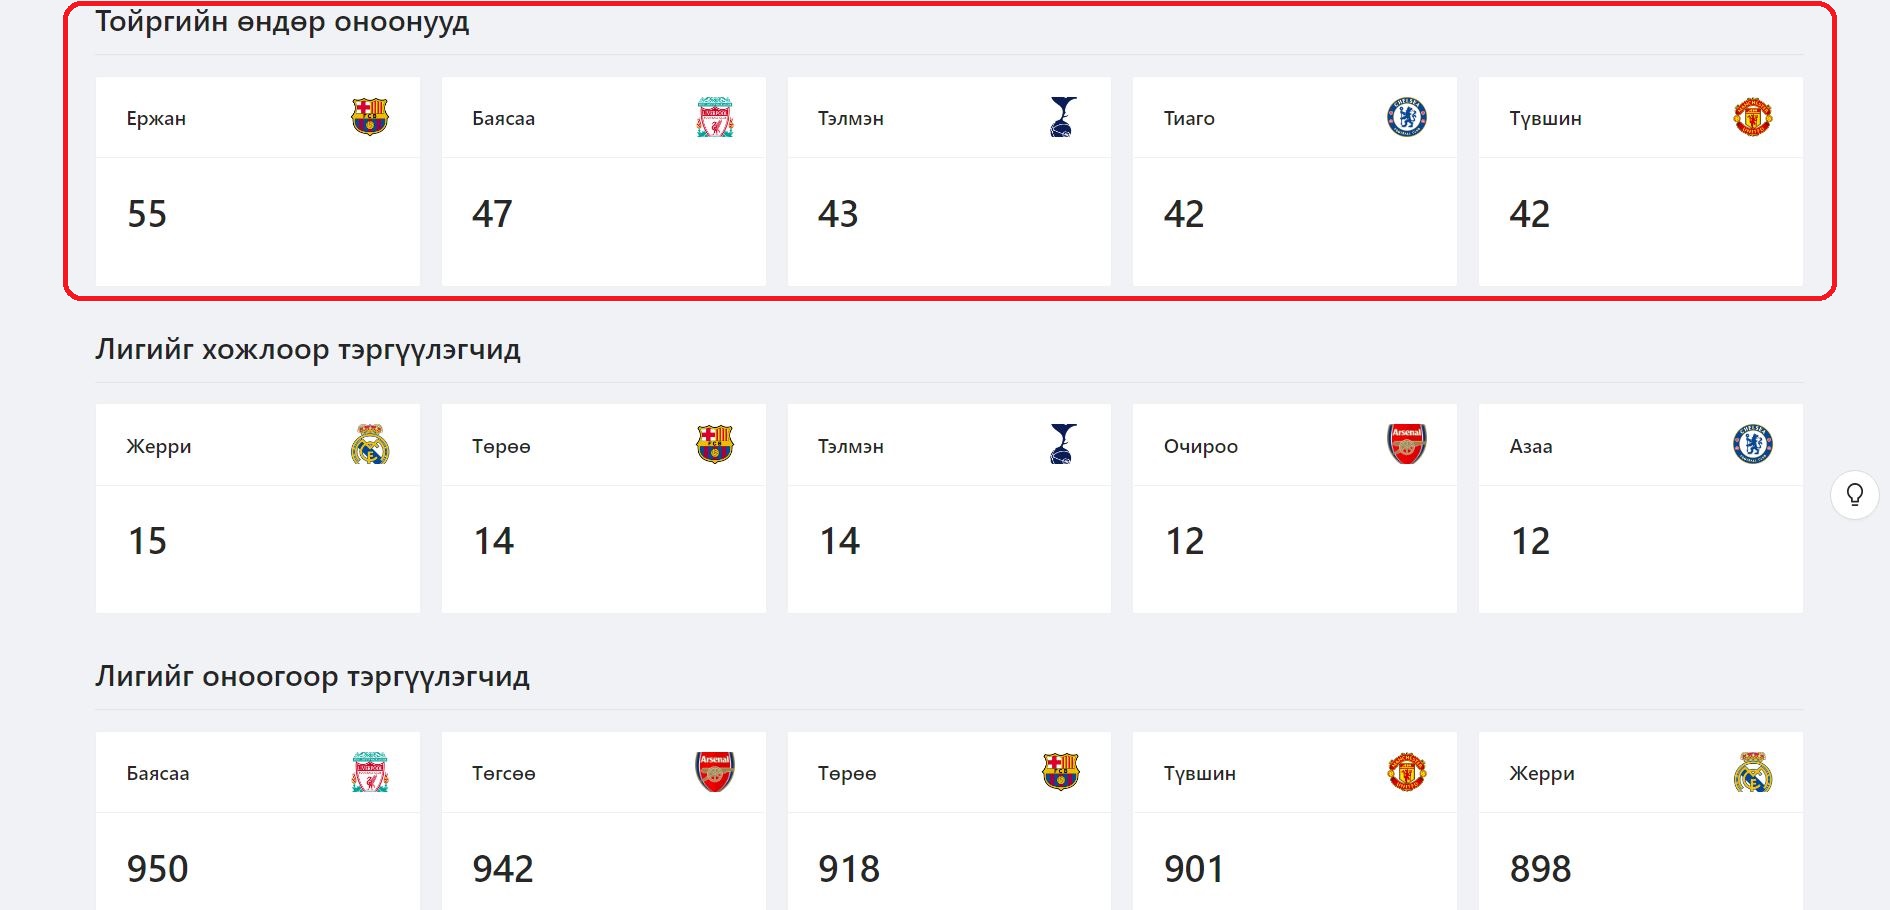 Тойргийн өндөр оноонууд
Ержан
Баясаа
Тэлмэн
Тиаго
Түвшин
55
47
43
42
42
Лигийг хожлоор тэргүүлэгчид
Жерри
Төрөө
Тэлмэн
Очироо
Азаа
15
14
14
12
12
Лигийг оноогоор тэргүүлэгчид
Баясаа
Төгсөө
Төрөө
Түвшин
Жерри
950
942
918
901
898